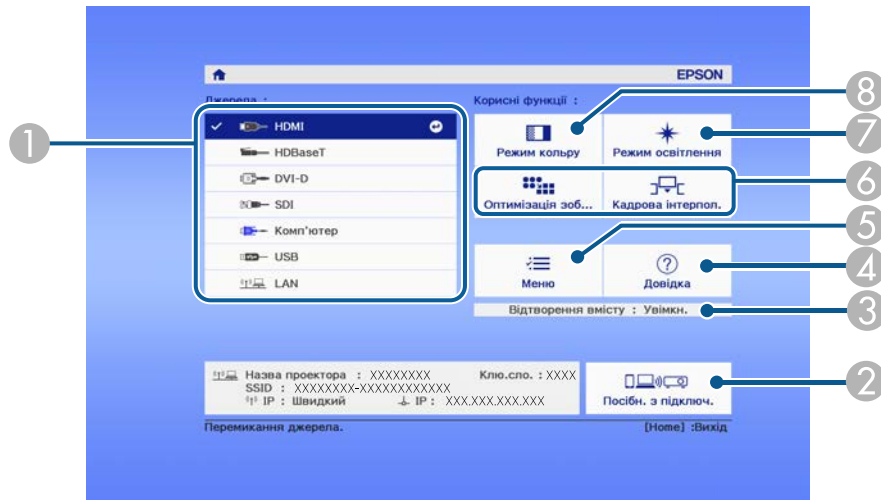 EPSON
Джерела :
HDMI
HDBaseT
DVI-D
SDI
Комп'ютер
USB
LAN
Корисні функції :
Режим кольру
Режим освітлення
Оптимізація зоб...
Кадрова інтерпол.
Меню
Довідка
Відтворення вмісту : Увімкн.
Назва проектора : XXXXXXXX Клю.сло. : XXXX
SSID : XXXXXXXX-XXXXXXXXXXXX
IP : Швидкий IP : XXX.XXX.XXX.XXX
Посібн. з підключ.
Перемикання джерела. [Home] :Вихід
1
8
7
6
5
4
3
2